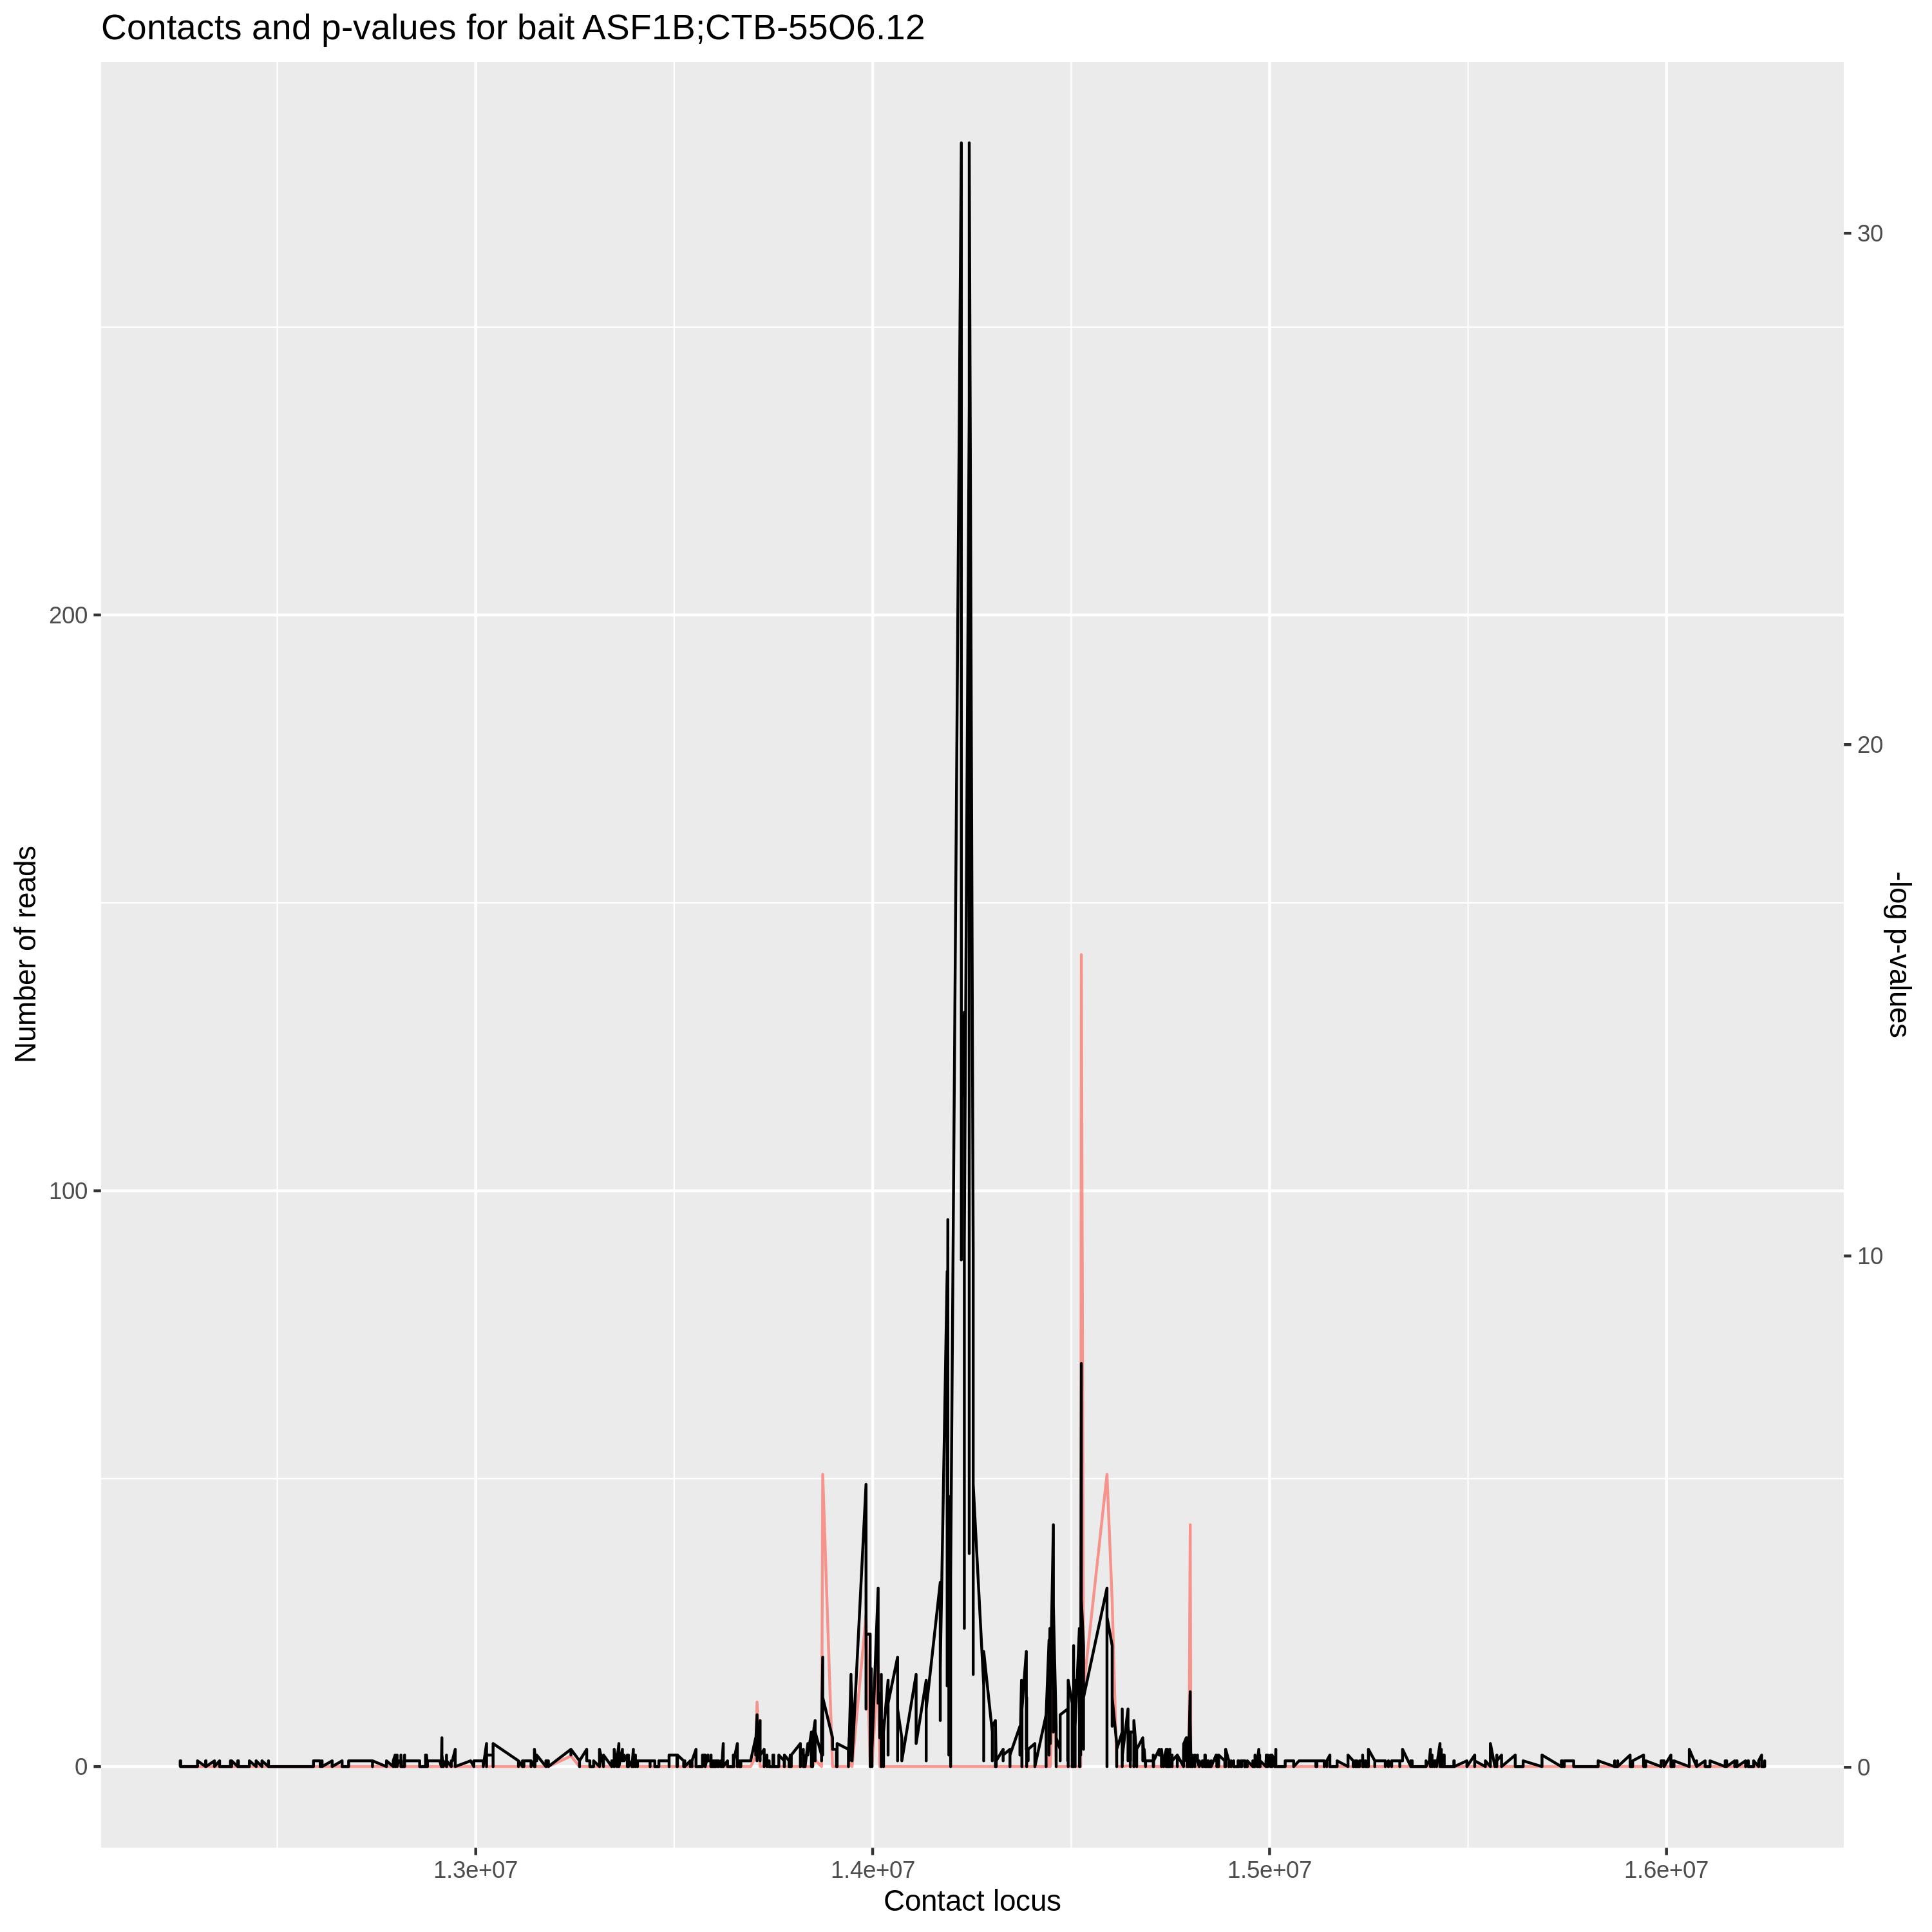 Contacts and p-values for bait ASF1B;CTB-55O6.12
Number of reads
200
100
0
30
20
10
0
-log p-values
1.3e+07
1.4e+07
1.5e+07
1.6e+07
Contact locus